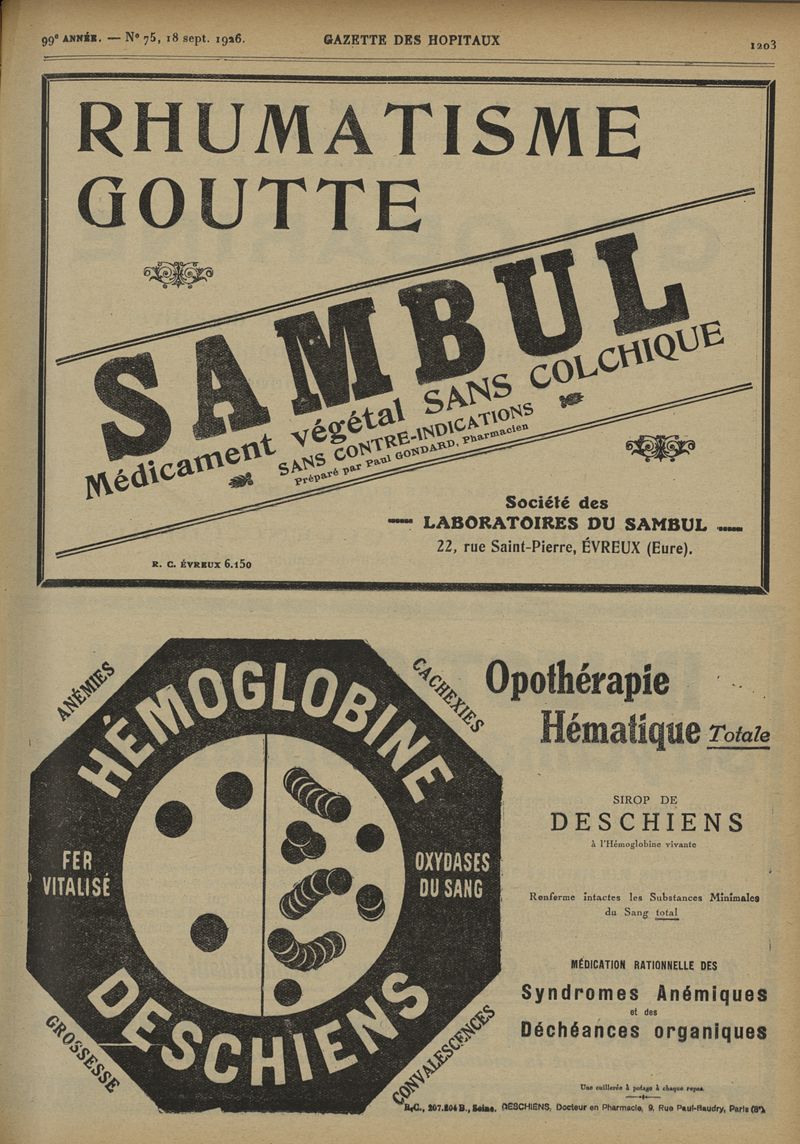 99e ANNÉE. — No 75, 18 sept. 1926. GAZETTE DES HOPITAUX 1203
RHUMATISME
GOUTTE
SAMBUL
Médicament végétal SANS COLCHIQUE
SANS CONTRE-INDICATIONS
Préparé par Paul GONDARD, Pharmacien
Société des
LABORATOIRES DU SAMBUL
22, rue Saint-Pierre, ÉVREUX (Eure).
R. C. ÉVREUX 6.150
ANÉMIES
CACHEXIES
HÉMOGLOBINE
FER
VITALISÉ
OXYDASES
DU SANG
DESCHIENS
GROSSESSE
CONVALESCENCES
Opothérapie
Hématique Totale
SIROP DE
DESCHIENS
à l'Hémoglobine vivante
Renferme intactes les Substances Minimales
du Sang total
MÉDICATION RATIONNELLE DES
Syndromes Anémiques
et des
Déchéances organiques
Une cuillerée à potage à chaque repas.
R.C., 207.204 B., Seine. DESCHIENS, Docteur en Pharmacie, 9, Rue Paul-Baudry, Paris (8e).